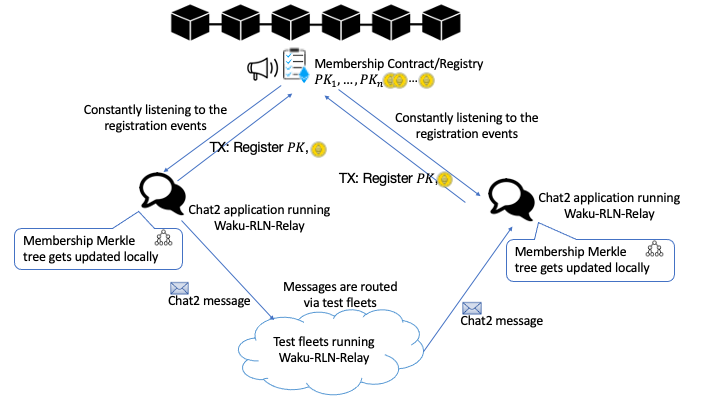 Membership Contract/Registry
PK₁, ..., PKₙ ...
Constantly listening to the
registration events
Constantly listening to the
registration events
TX: Register PK,
TX: Register PK,
Chat2 application running
Waku-RLN-Relay
Chat2 application running
Waku-RLN-Relay
Membership Merkle
tree gets updated locally
Membership Merkle
tree gets updated locally
Messages are routed
via test fleets
Chat2 message
Chat2 message
Test fleets running
Waku-RLN-Relay